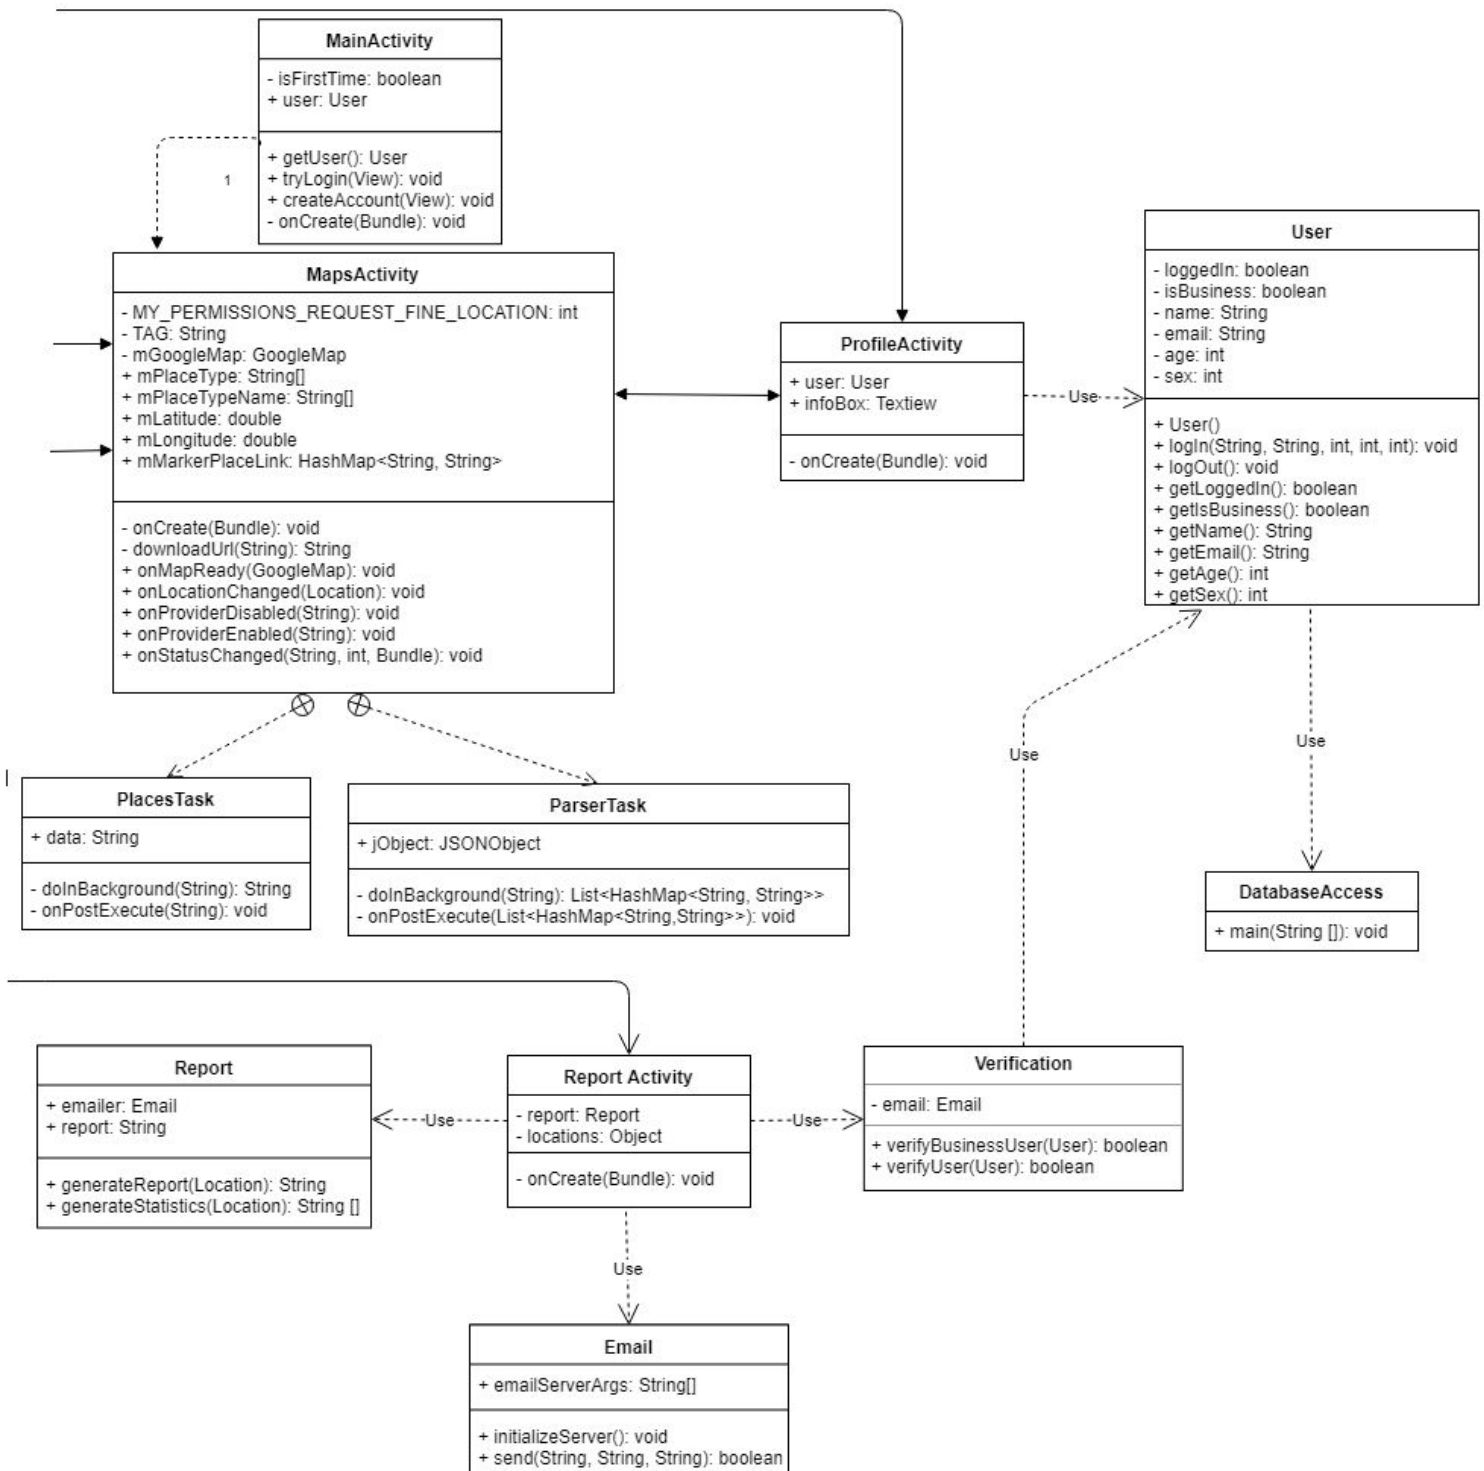 MainActivity
- isFirstTime: boolean
+ user: User
+ getUser(): User
+ tryLogin(View): void
+ createAccount(View): void
- onCreate(Bundle): void
1
MapsActivity
- MY_PERMISSIONS_REQUEST_FINE_LOCATION: int
- TAG: String
- mGoogleMap: GoogleMap
+ mPlaceType: String[]
+ mPlaceTypeName: String[]
+ mLatitude: double
+ mLongitude: double
+ mMarkerPlaceLink: HashMap<String, String>
- onCreate(Bundle): void
- downloadUrl(String): String
+ onMapReady(GoogleMap): void
+ onLocationChanged(Location): void
+ onProviderDisabled(String): void
+ onProviderEnabled(String): void
+ onStatusChanged(String, int, Bundle): void
ProfileActivity
+ user: User
+ infoBox: Textiew
- onCreate(Bundle): void
Use
User
- loggedIn: boolean
- isBusiness: boolean
- name: String
- email: String
- age: int
- sex: int
+ User()
+ logIn(String, String, int, int, int): void
+ logOut(): void
+ getLoggedIn(): boolean
+ getIsBusiness(): boolean
+ getName(): String
+ getEmail(): String
+ getAge(): int
+ getSex(): int
Use
Use
PlacesTask
+ data: String
- doInBackground(String): String
- onPostExecute(String): void
ParserTask
+ jObject: JSONObject
- doInBackground(String): List<HashMap<String, String>>
- onPostExecute(List<HashMap<String,String>>): void
DatabaseAccess
+ main(String []): void
Report
+ emailer: Email
+ report: String
+ generateReport(Location): String
+ generateStatistics(Location): String []
Use
Report Activity
- report: Report
- locations: Object
- onCreate(Bundle): void
Use
Verification
- email: Email
+ verifyBusinessUser(User): boolean
+ verifyUser(User): boolean
Use
Email
+ emailServerArgs: String[]
+ initializeServer(): void
+ send(String, String, String): boolean